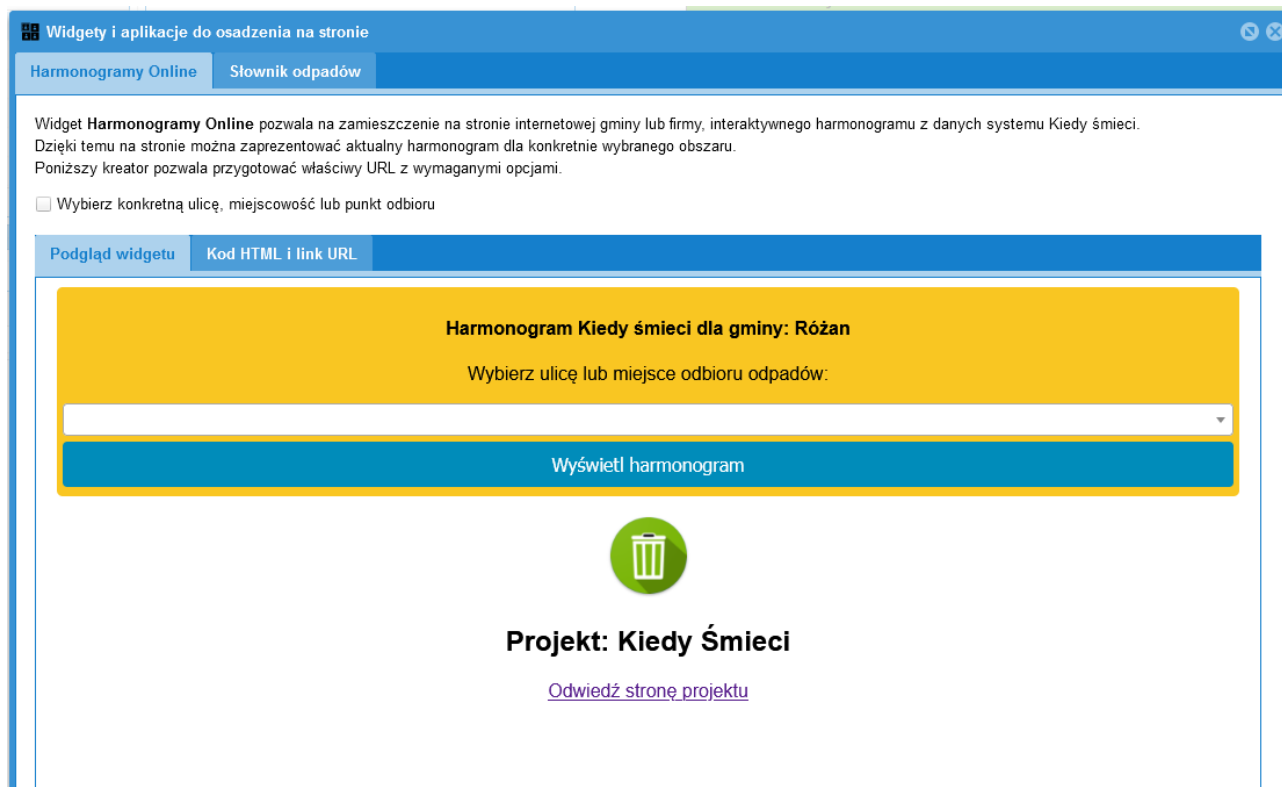 Widgety i aplikacje do osadzenia na stronie
Harmonogramy Online Słownik odpadów
Widget Harmonogramy Online pozwala na zamieszczenie na stronie internetowej gminy lub firmy, interaktywnego harmonogramu z danych systemu Kiedy śmieci.
Dzięki temu na stronie można zaprezentować aktualny harmonogram dla konkretnie wybranego obszaru.
Poniższy kreator pozwala przygotować właściwy URL z wymaganymi opcjami.
Wybierz konkretną ulicę, miejscowość lub punkt odbioru
Podgląd widgetu Kod HTML i link URL
Harmonogram Kiedy śmieci dla gminy: Różan
Wybierz ulicę lub miejsce odbioru odpadów:
Wyświetl harmonogram
Projekt: Kiedy Śmieci
Odwiedź stronę projektu